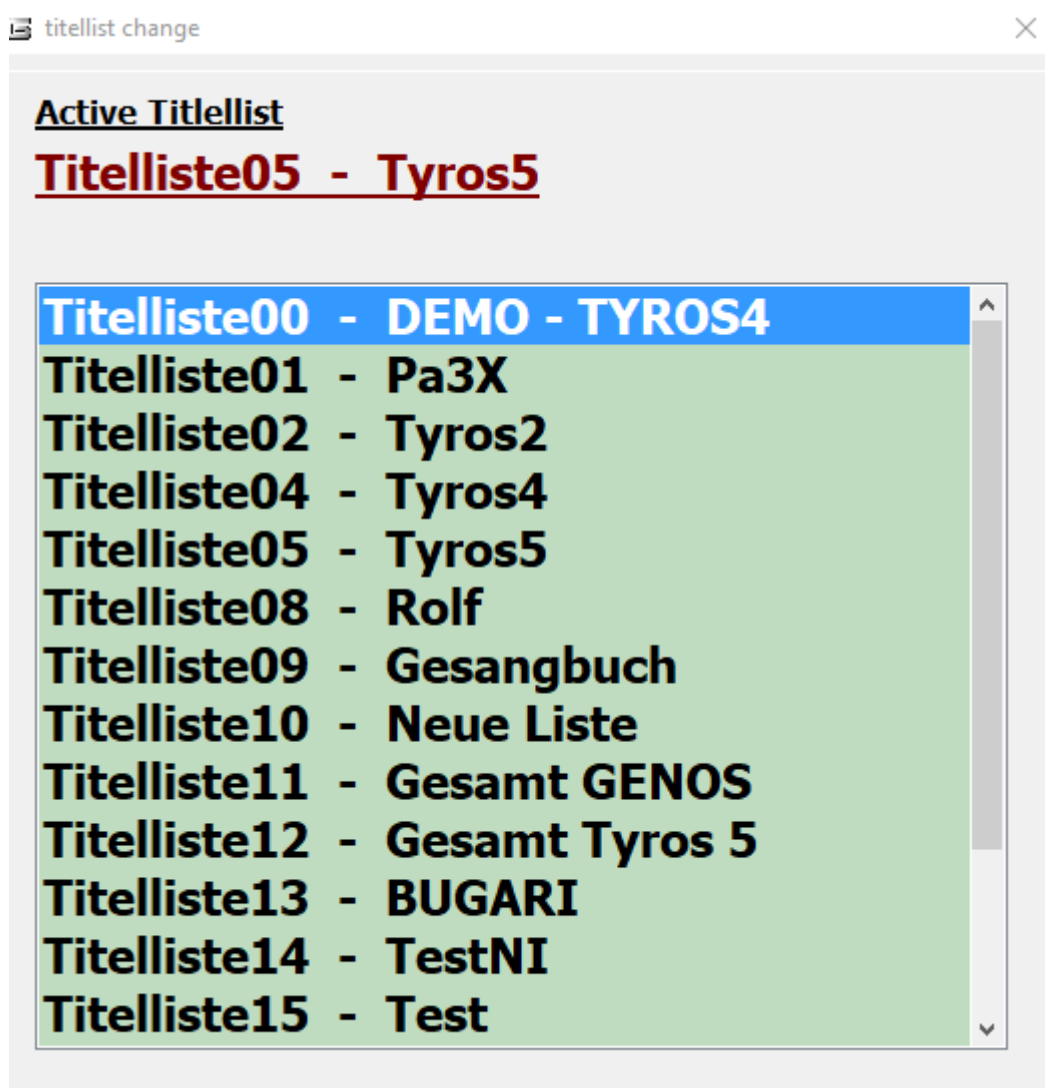 titellist change
Active Titlellist
Titelliste05 - Tyros5
Titelliste00 - DEMO - TYROS4
Titelliste01 - Pa3X
Titelliste02 - Tyros2
Titelliste04 - Tyros4
Titelliste05 - Tyros5
Titelliste08 - Rolf
Titelliste09 - Gesangbuch
Titelliste10 - Neue Liste
Titelliste11 - Gesamt GENOS
Titelliste12 - Gesamt Tyros 5
Titelliste13 - BUGARI
Titelliste14 - TestNI
Titelliste15 - Test